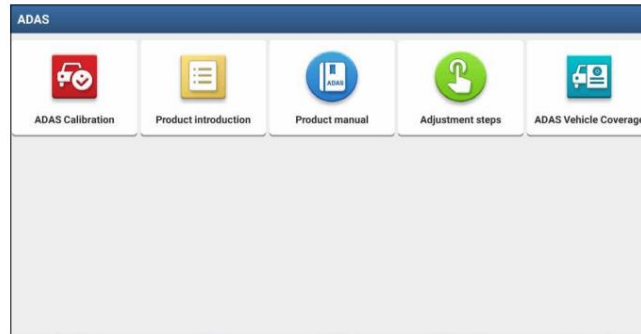 ADAS
ADAS
ADAS Calibration
Product introduction
Product manual
Adjustment steps
ADAS Vehicle Coverage